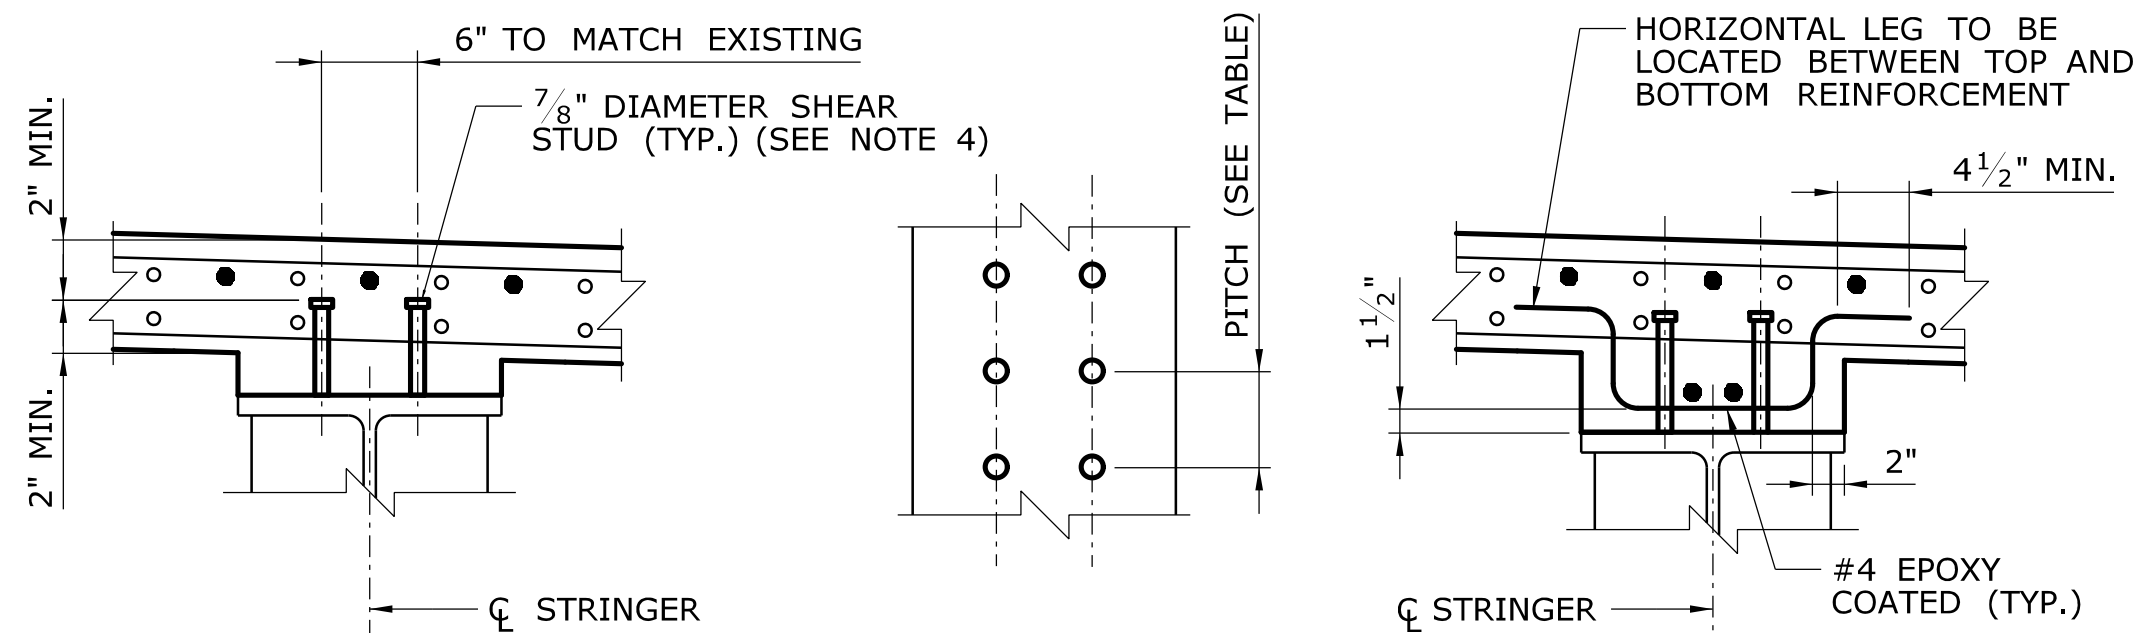 6" TO MATCH EXISTING
7/8" DIAMETER SHEAR
STUD (TYP.) (SEE NOTE 4)
2" MIN.
2" MIN.
℄ STRINGER
PITCH (SEE TABLE)
HORIZONTAL LEG TO BE
LOCATED BETWEEN TOP AND
BOTTOM REINFORCEMENT
4 1/2" MIN.
1 1/2"
2"
#4 EPOXY
COATED (TYP.)
℄ STRINGER